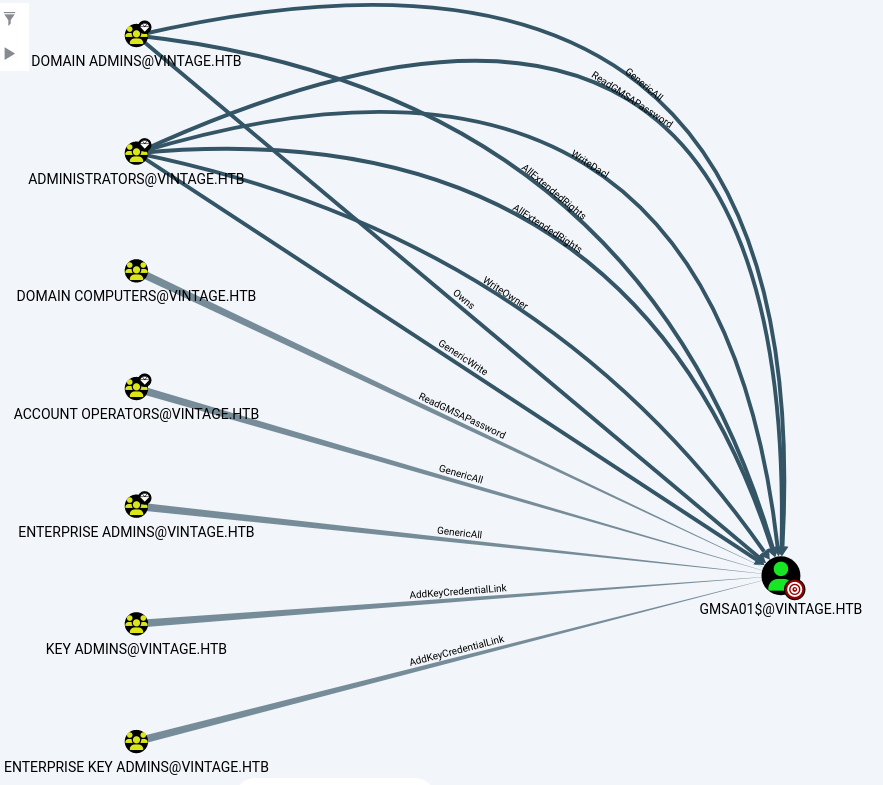 DOMAIN ADMINS@VINTAGE.HTB
GenericAll
ReadGMSAPassword
ADMINISTRATORS@VINTAGE.HTB
WriteDacl
AllExtendedRights
AllExtendedRights
DOMAIN COMPUTERS@VINTAGE.HTB
WriteOwner
Owns
GenericWrite
ReadGMSAPassword
ACCOUNT OPERATORS@VINTAGE.HTB
GenericAll
ENTERPRISE ADMINS@VINTAGE.HTB
GenericAll
AddKeyCredentialLink
GMSA01$@VINTAGE.HTB
KEY ADMINS@VINTAGE.HTB
AddKeyCredentialLink
ENTERPRISE KEY ADMINS@VINTAGE.HTB